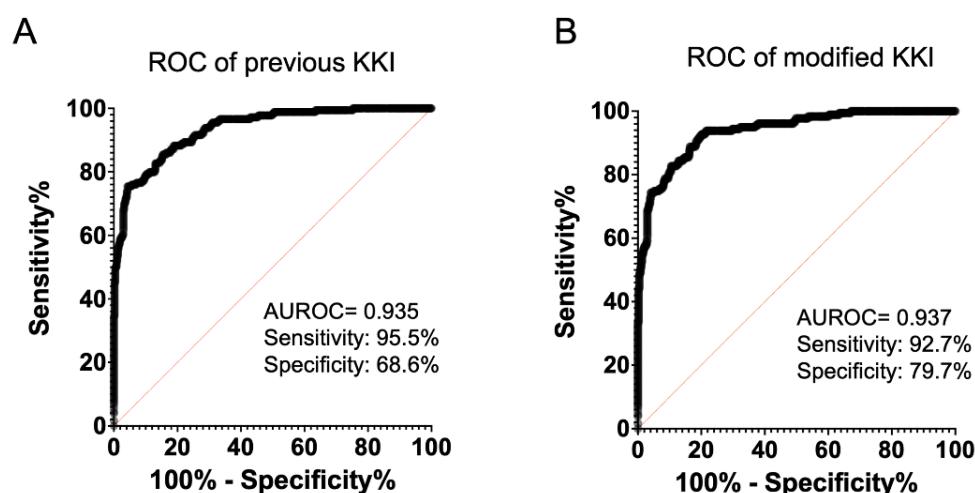 A
ROC of previous KKI
100
80
60
40
20
0
Sensitivity%
AUROC= 0.935
Sensitivity: 95.5%
Specificity: 68.6%
0 20 40 60 80 100
100% - Specificity%
B
ROC of modified KKI
100
80
60
40
20
0
Sensitivity%
AUROC= 0.937
Sensitivity: 92.7%
Specificity: 79.7%
0 20 40 60 80 100
100% - Specificity%